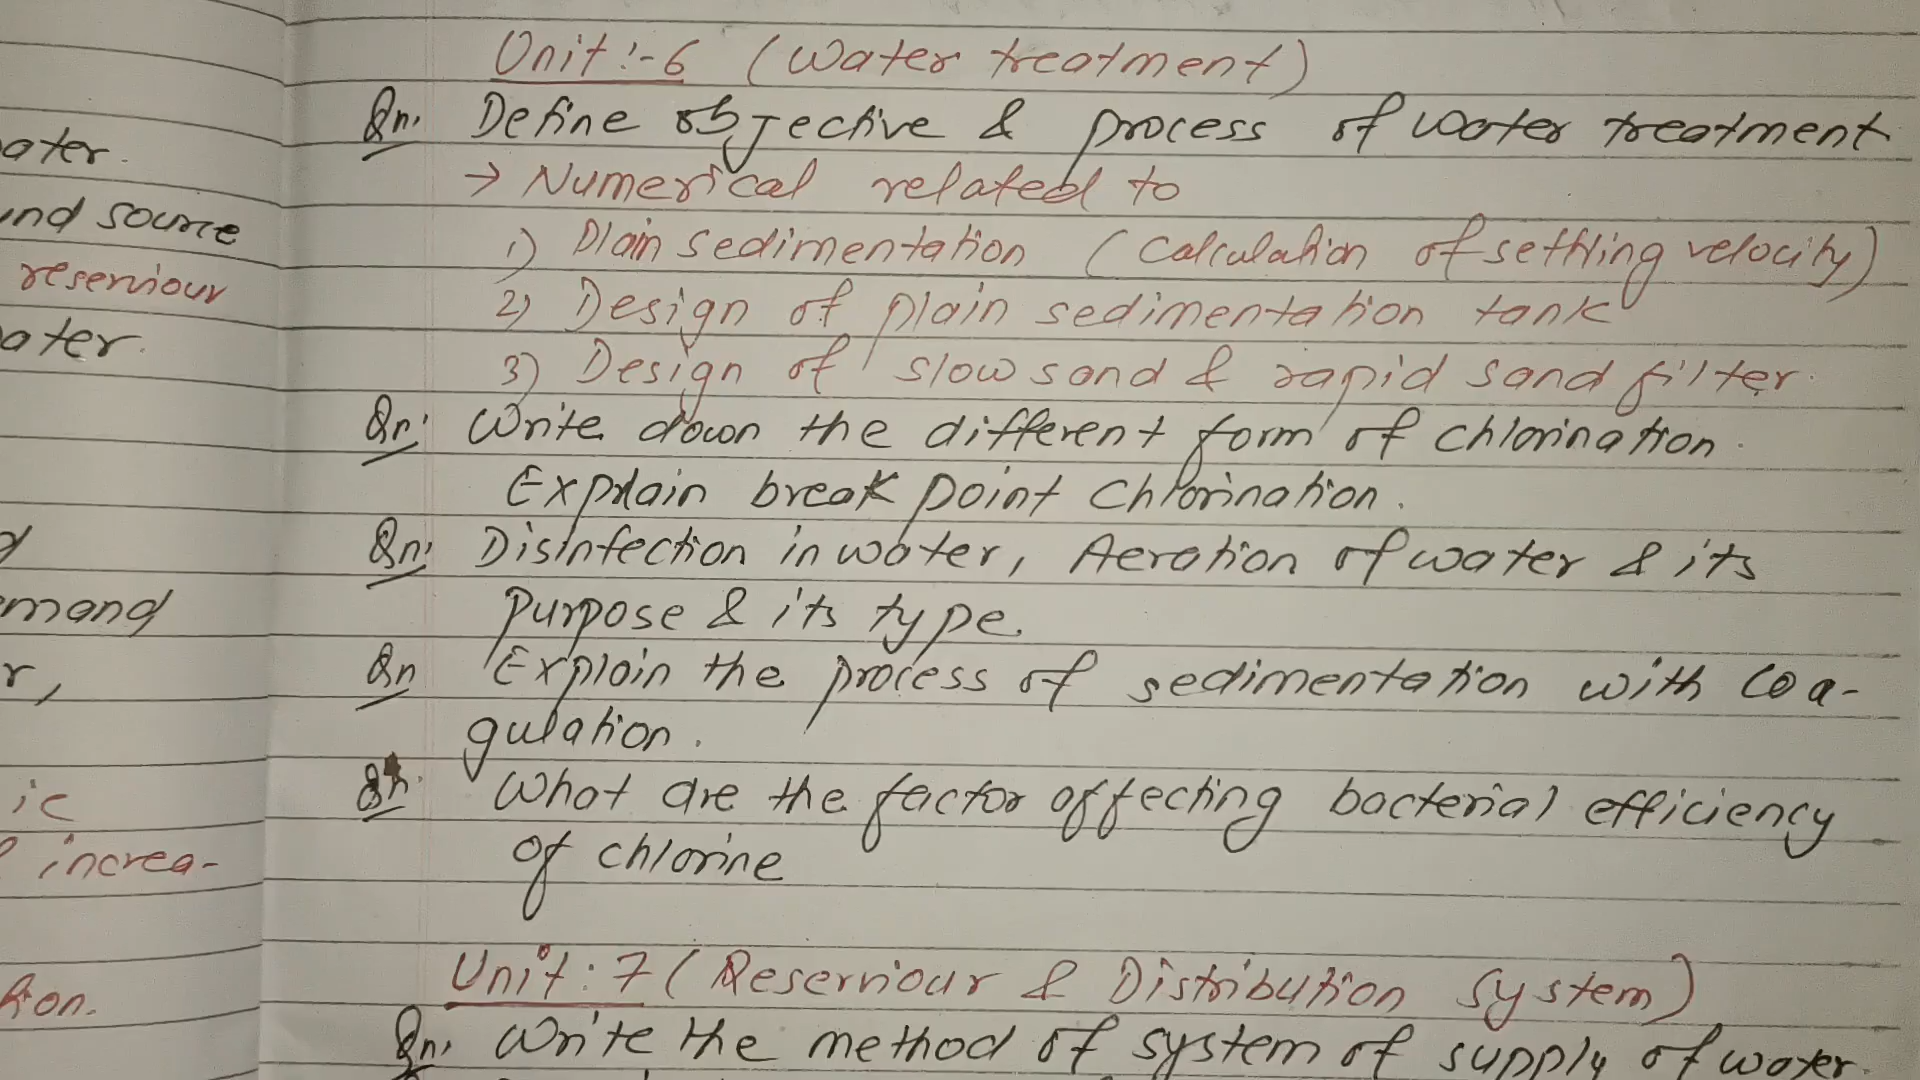 ater.
und source
reserviour
ater.
mand
r,
ic
increa-
Unit:-6 (Water treatment)
Qn. Define objective & process of water treatment
→ Numerical related to
1) Plain sedimentation (Calculation of settling velocity)
2) Design of plain sedimentation tank
3) Design of slow sand & rapid sand filter.
Qn: Write down the different form of chlorination.
Explain break point Chlorination.
Qn: Disinfection in water, Aeration of water & its
Purpose & its type.
Qn Explain the process of sedimentation with Coa-
gulation.
Qn. What are the factor affecting bacterial efficiency
of chlorine
Unit:7 (Reserviour & Distribution System)
Qn. Write the method of system of supply of water.